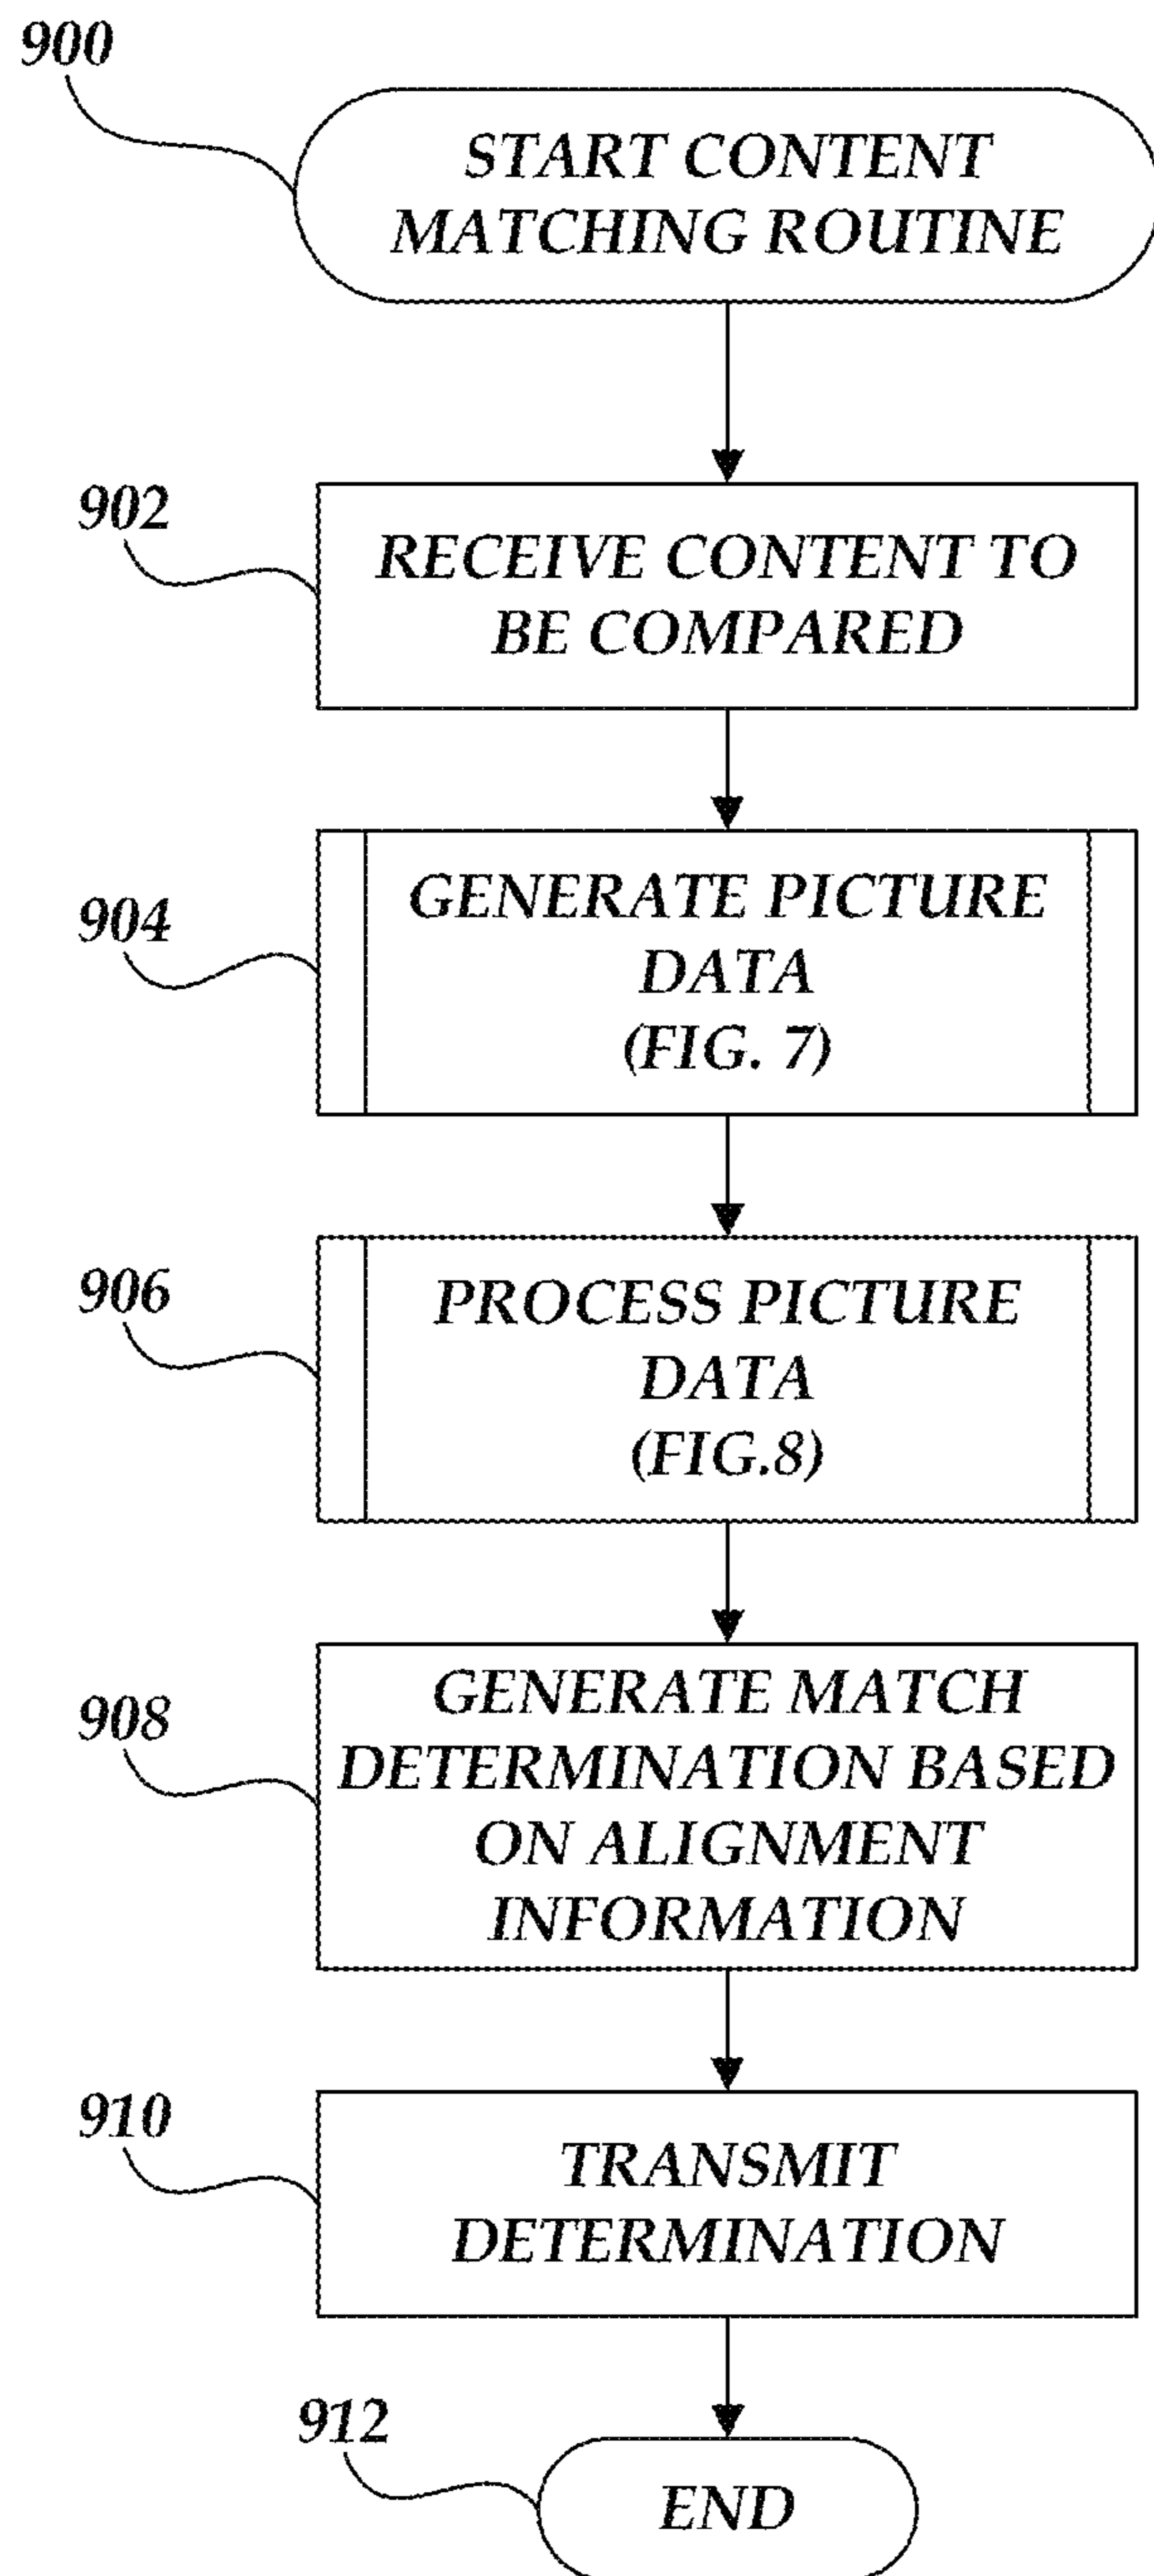 900
START CONTENT
MATCHING ROUTINE
902
RECEIVE CONTENT TO
BE COMPARED
904
GENERATE PICTURE
DATA
(FIG. 7)
906
PROCESS PICTURE
DATA
(FIG.8)
908
GENERATE MATCH
DETERMINATION BASED
ON ALIGNMENT
INFORMATION
910
TRANSMIT
DETERMINATION
912
END